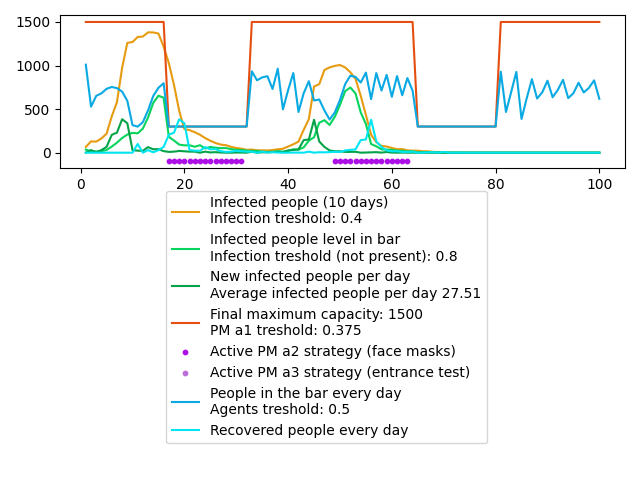 1500
1000
500
0
0 20 40 60 80 100
Infected people (10 days)
Infection treshold: 0.4
Infected people level in bar
Infection treshold (not present): 0.8
New infected people per day
Average infected people per day 27.51
Final maximum capacity: 1500
PM a1 treshold: 0.375
Active PM a2 strategy (face masks)
Active PM a3 strategy (entrance test)
People in the bar every day
Agents treshold: 0.5
Recovered people every day